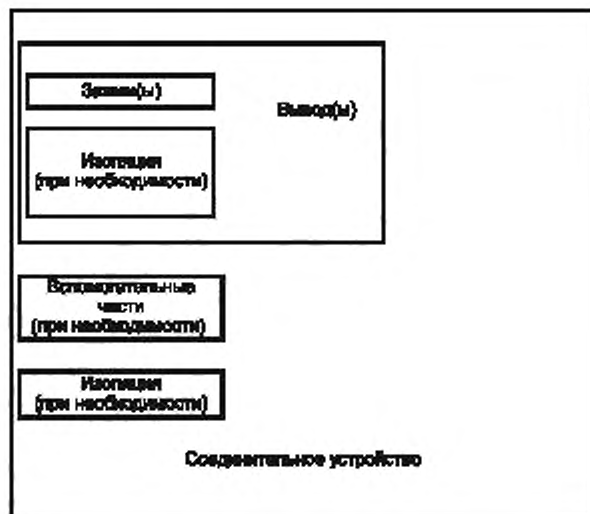 Зажим(ы)
Вывод(ы)
Изоляция
(при необходимости)
Вспомогательные
части
(при необходимости)
Изоляция
(при необходимости)
Соединительное устройство